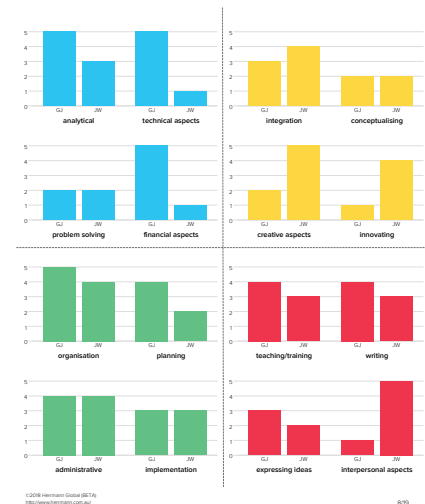 5
4
3
2
1
0
GJ JW GJ JW
analytical technical aspects
5
4
3
2
1
0
GJ JW GJ JW
integration conceptualising
5
4
3
2
1
0
GJ JW GJ JW
problem solving financial aspects
5
4
3
2
1
0
GJ JW GJ JW
creative aspects innovating
5
4
3
2
1
0
GJ JW GJ JW
organisation planning
5
4
3
2
1
0
GJ JW GJ JW
teaching/training writing
5
4
3
2
1
0
GJ JW GJ JW
administrative implementation
5
4
3
2
1
0
GJ JW GJ JW
expressing ideas interpersonal aspects
©2018 Hermann Global (BETA)
http://www.hermann.com.au/ 8/19